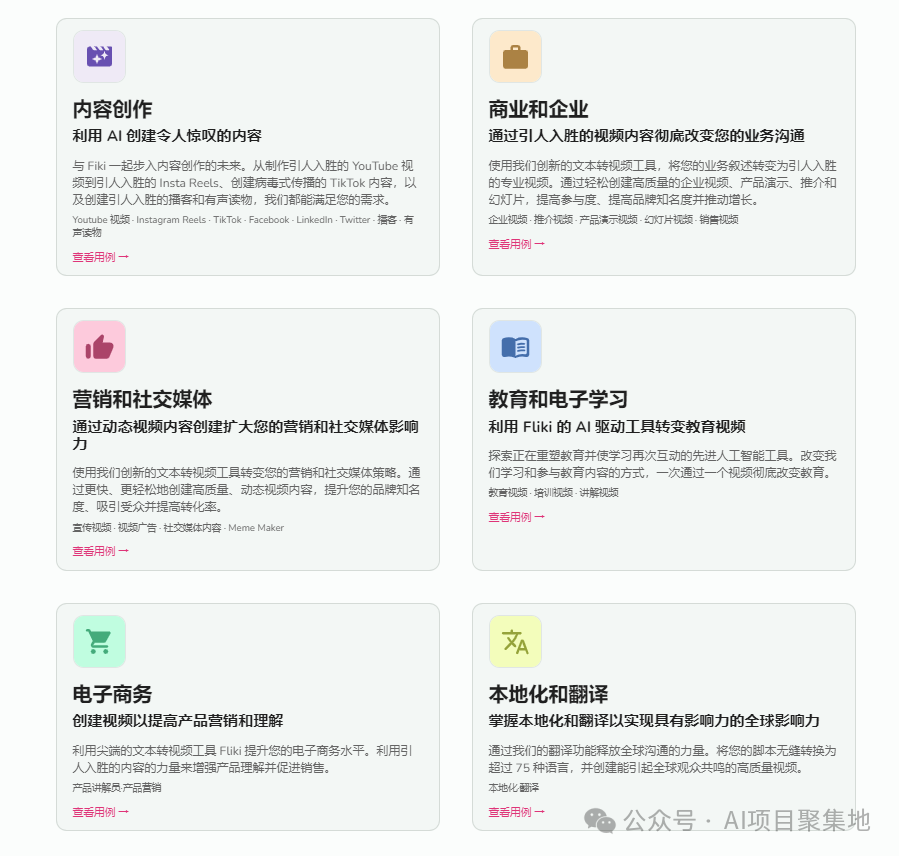 内容创作
利用 AI 创建令人惊叹的内容
与 Fiki 一起步入内容创作的未来。从制作引人入胜的 YouTube 视
频到引人入胜的 Insta Reels、创建病毒式传播的 TikTok 内容，以
及创建引人入胜的播客和有声读物，我们都能满足您的需求。
Youtube 视频 · Instagram Reels · TikTok · Facebook · LinkedIn · Twitter · 播客 · 有
声读物
查看用例 →
商业和企业
通过引人入胜的视频内容彻底改变您的业务沟通
使用我们创新的文本转视频工具，将您的业务叙述转变为引人入胜
的专业视频。通过轻松创建高质量的企业视频、产品演示、推介和
幻灯片，提高参与度、提高品牌知名度并推动增长。
企业视频 · 推介视频 · 产品演示视频 · 幻灯片视频 · 销售视频
查看用例 →
营销和社交媒体
通过动态视频内容创建扩大您的营销和社交媒体影响
力
使用我们创新的文本转视频工具转变您的营销和社交媒体策略。通
过更快、更轻松地创建高质量、动态视频内容，提升您的品牌知名
度、吸引受众并提高转化率。
宣传视频 · 视频广告 · 社交媒体内容 · Meme Maker
查看用例 →
教育和电子学习
利用 Fliki 的 AI 驱动工具转变教育视频
探索正在重塑教育并使学习再次互动的先进人工智能工具。改变我
们学习和参与教育内容的方式，一次通过一个视频彻底改变教育。
教育视频 · 培训视频 · 讲解视频
查看用例 →
电子商务
创建视频以提高产品营销和理解
利用尖端的文本转视频工具 Fliki 提升您的电子商务水平。利用引
人入胜的内容的力量来增强产品理解并促进销售。
产品讲解员·产品营销
查看用例 →
本地化和翻译
掌握本地化和翻译以实现具有影响力的全球影响力
通过我们的翻译功能释放全球沟通的力量。将您的脚本无缝转换为
超过 75 种语言，并创建能引起全球观众共鸣的高质量视频。
本地化·翻译
查看用例 →
公众号 · AI项目聚集地